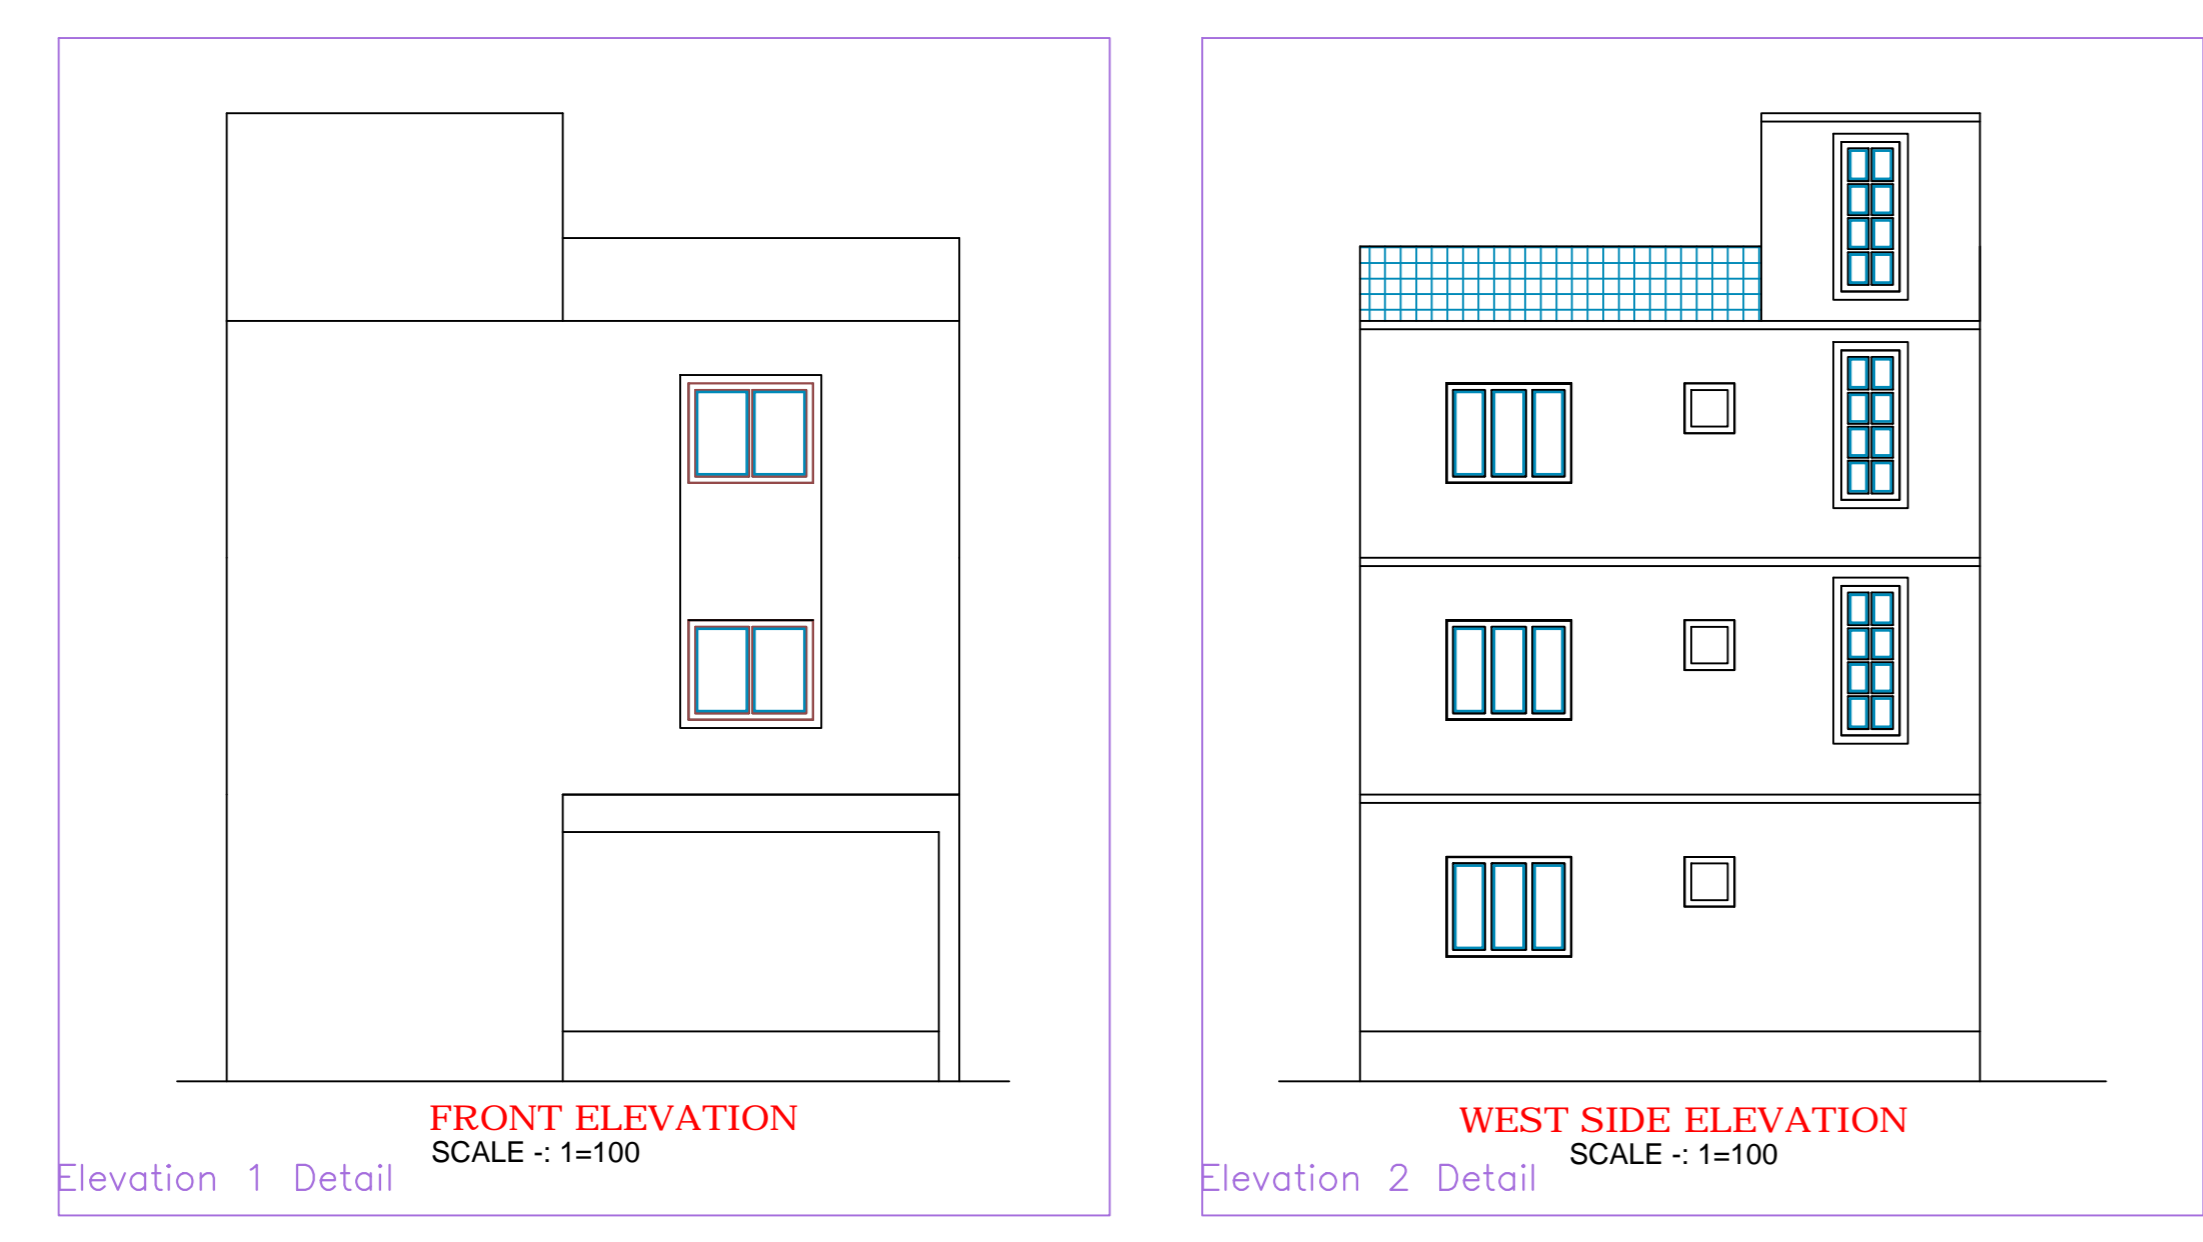 FRONT ELEVATION
SCALE -: 1=100
Elevation 1 Detail
WEST SIDE ELEVATION
SCALE -: 1=100
Elevation 2 Detail